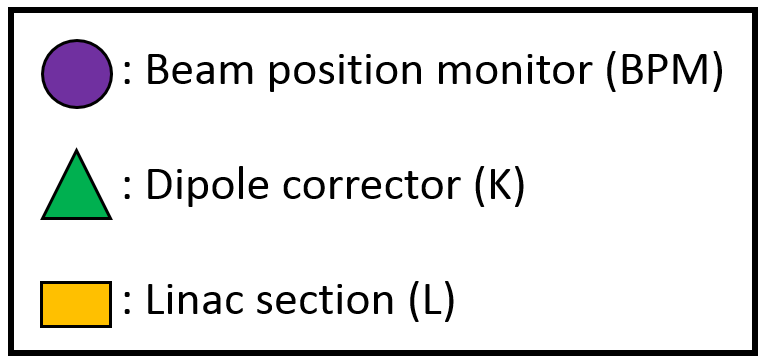 : Beam position monitor (BPM)
: Dipole corrector (K)
: Linac section (L)